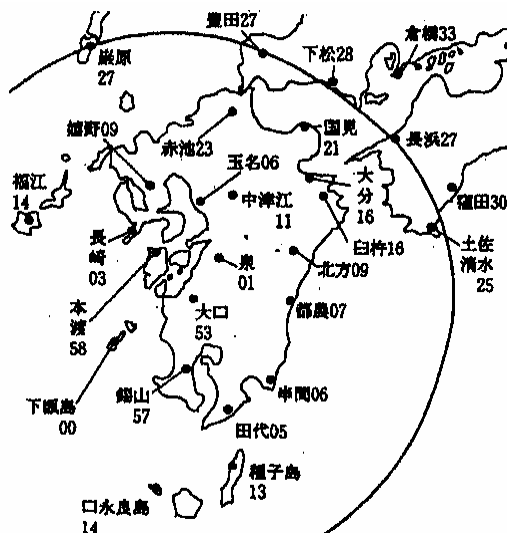 豊田27
下松28
倉橋33
厳原
27
嬉野09
赤池23
国見
21
長浜27
玉名06
福江
14
中津江
11
大分
16
窪田30
臼杵16
長崎
03
泉
01
北方09
土佐
清水
25
本渡
58
大口
53
都農07
下甑島
00
錫山
57
串間06
田代05
種子島
13
口永良島
14